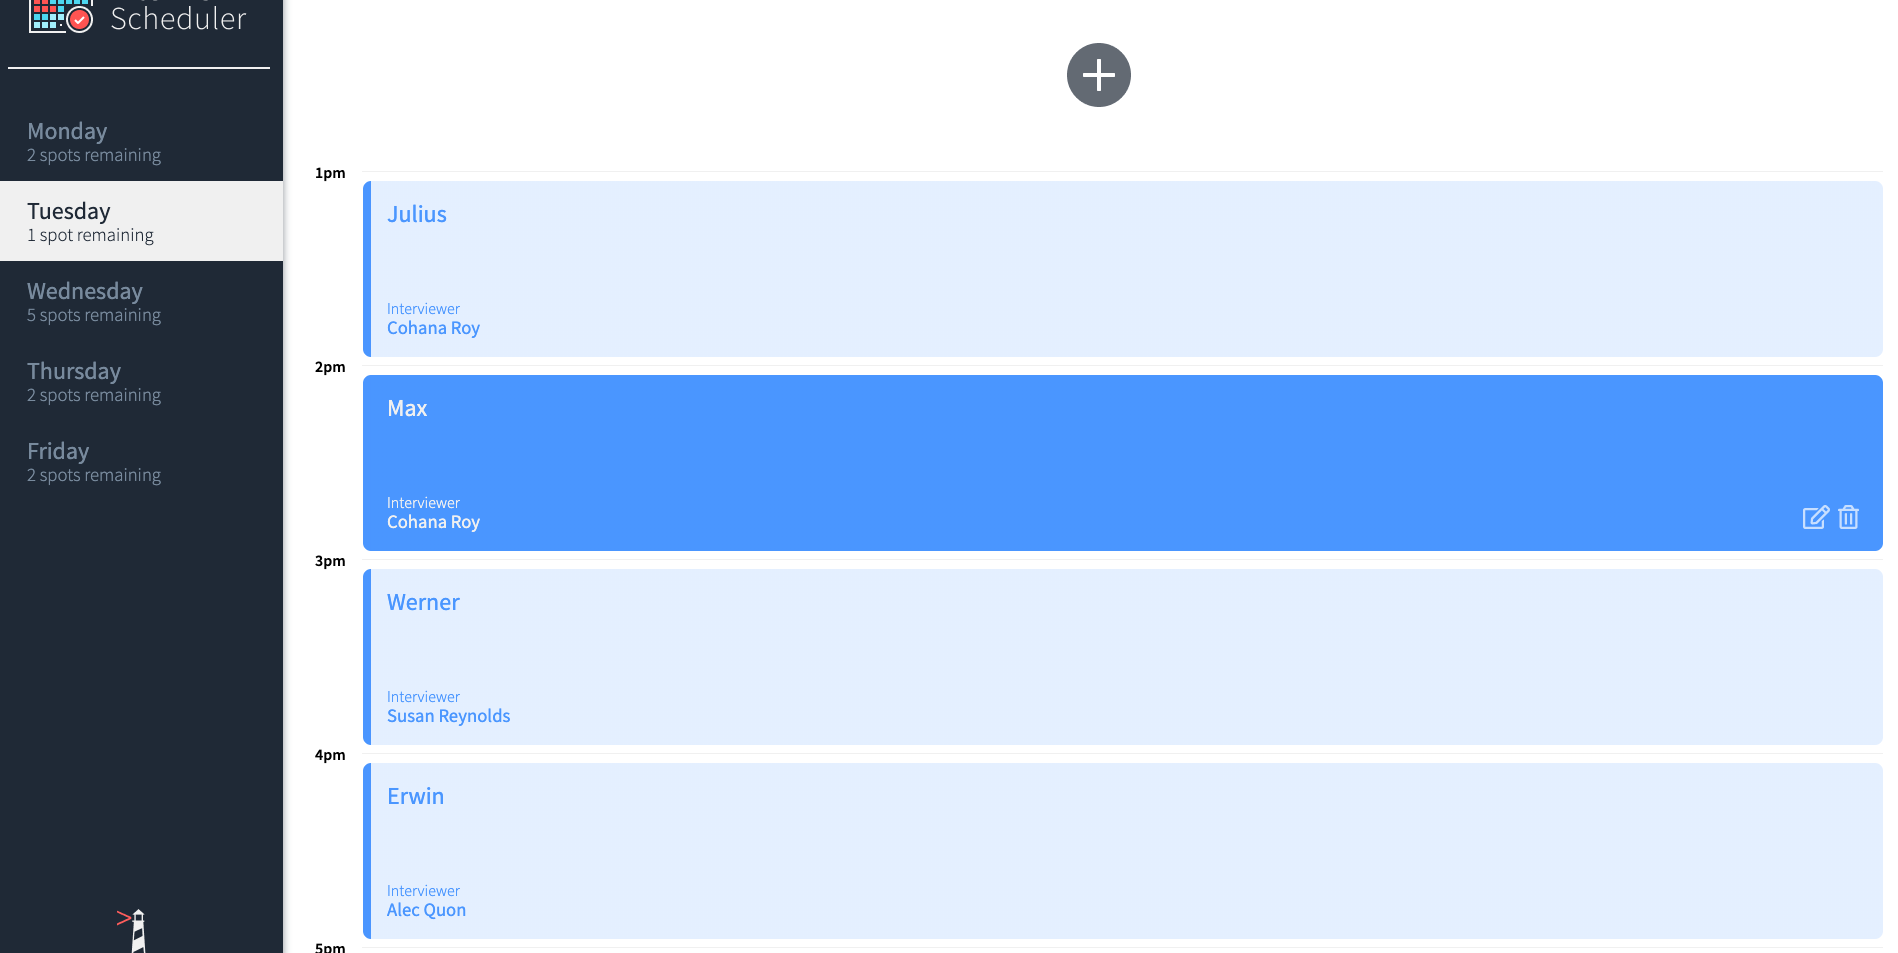 Scheduler
Monday
2 spots remaining
Tuesday
1 spot remaining
Wednesday
5 spots remaining
Thursday
2 spots remaining
Friday
2 spots remaining
1pm
Julius
Interviewer
Cohana Roy
2pm
Max
Interviewer
Cohana Roy
3pm
Werner
Interviewer
Susan Reynolds
4pm
Erwin
Interviewer
Alec Quon
5pm